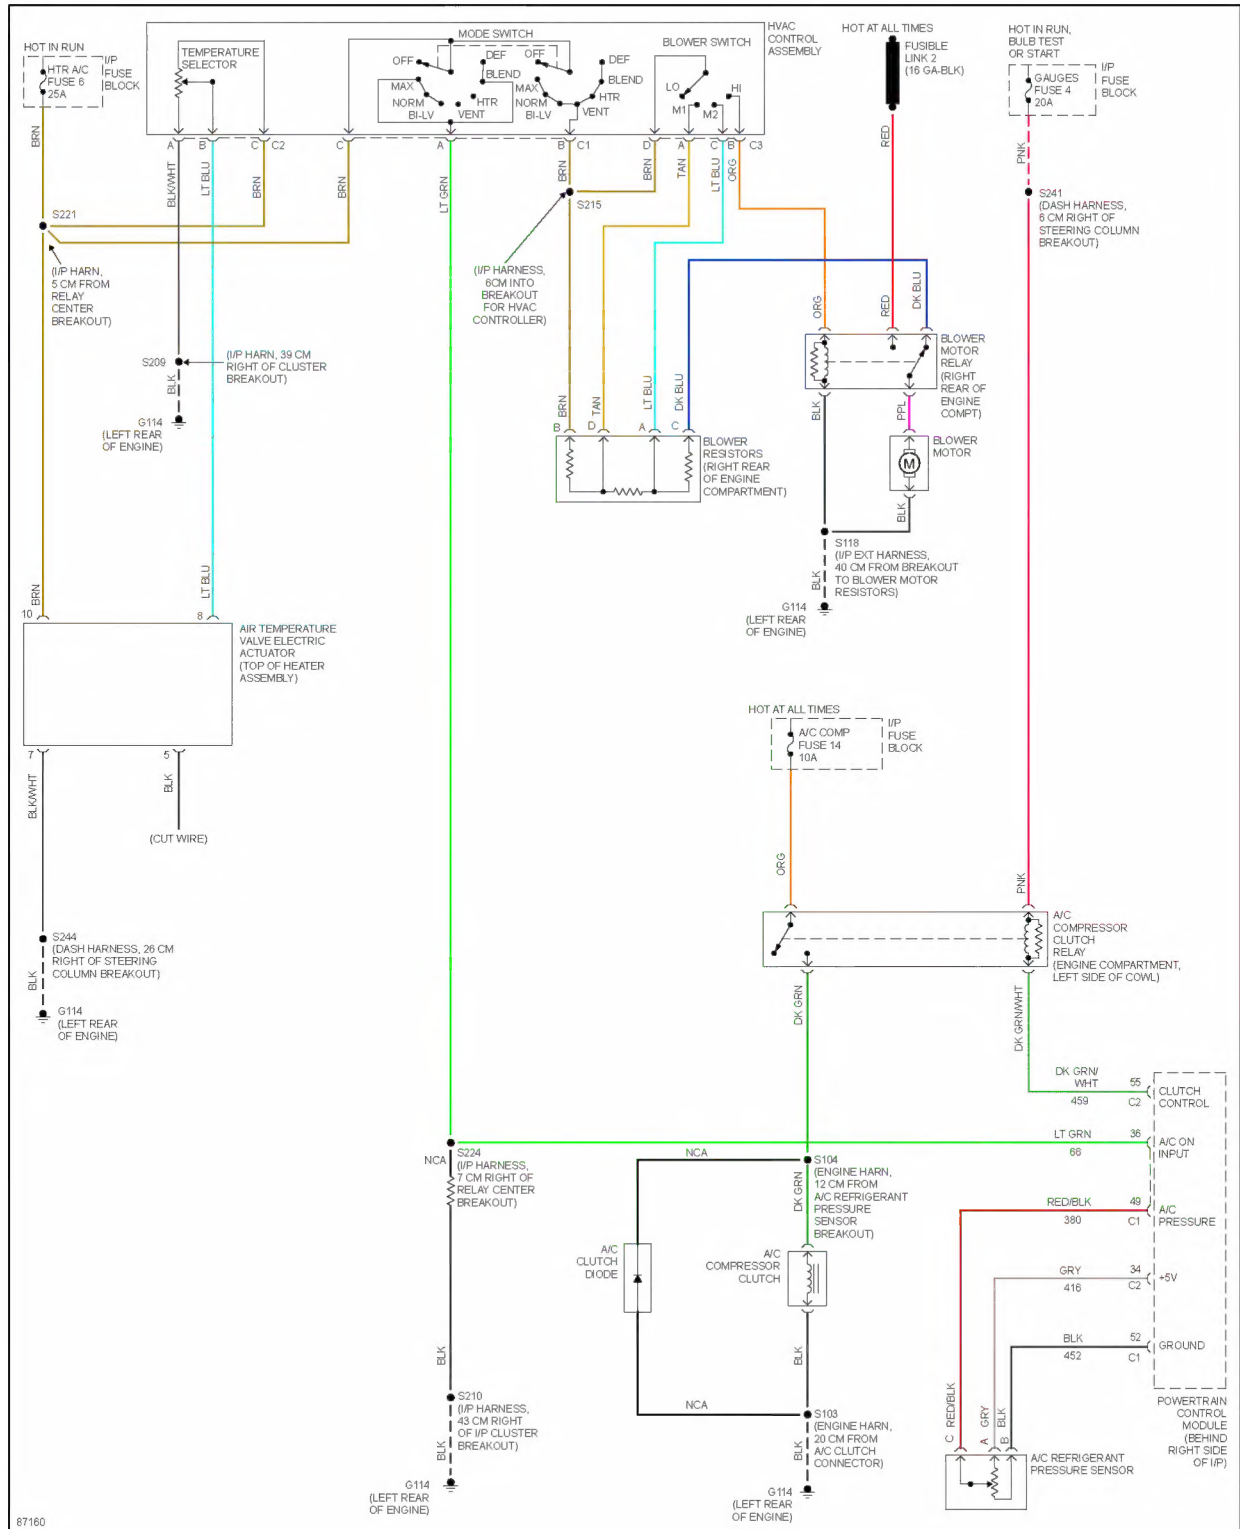 HOT IN RUN
HTR A/C
FUSE 6
25A
I/P
FUSE
BLOCK
TEMPERATURE
SELECTOR
MODE SWITCH
OFF
MAX
NORM
BI-LV
VENT
HTR
BLEND
DEF
OFF
MAX
NORM
BI-LV
VENT
HTR
BLEND
DEF
BLOWER SWITCH
LO
M1
M2
HI
HVAC
CONTROL
ASSEMBLY
HOT AT ALL TIMES
FUSIBLE
LINK 2
(16 GA-BLK)
HOT IN RUN,
BULB TEST
OR START
GAUGES
FUSE 4
20A
I/P
FUSE
BLOCK
A
B
C
C2
C
A
B
C1
D
A
C
B
C3
BRN
BLK/WHT
LT BLU
BRN
BRN
LT GRN
BRN
BRN
TAN
LT BLU
ORG
RED
PNK
S221
(I/P HARN,
5 CM FROM
RELAY
CENTER
BREAKOUT)
S215
(I/P HARNESS,
6CM INTO
BREAKOUT
FOR HVAC
CONTROLLER)
S241
(DASH HARNESS,
6 CM RIGHT OF
STEERING COLUMN
BREAKOUT)
S209
(I/P HARN, 39 CM
RIGHT OF CLUSTER
BREAKOUT)
BLK
G114
(LEFT REAR
OF ENGINE)
ORG
RED
DK BLU
BLOWER
MOTOR
RELAY
(RIGHT
REAR OF
ENGINE
COMPT)
BRN
TAN
LT BLU
DK BLU
B
D
A
C
BLOWER
RESISTORS
(RIGHT REAR
OF ENGINE
COMPARTMENT)
BLK
PPL
BLOWER
MOTOR
M
BLK
S118
(I/P EXT HARNESS,
40 CM FROM BREAKOUT
TO BLOWER MOTOR
RESISTORS)
BLK
G114
(LEFT REAR
OF ENGINE)
BRN
LT BLU
10
8
AIR TEMPERATURE
VALVE ELECTRIC
ACTUATOR
(TOP OF HEATER
ASSEMBLY)
7
5
BLK/WHT
BLK
(CUT WIRE)
S244
(DASH HARNESS, 26 CM
RIGHT OF STEERING
COLUMN BREAKOUT)
BLK
G114
(LEFT REAR
OF ENGINE)
HOT AT ALL TIMES
A/C COMP
FUSE 14
10A
I/P
FUSE
BLOCK
ORG
PNK
A/C
COMPRESSOR
CLUTCH
RELAY
(ENGINE COMPARTMENT,
LEFT SIDE OF COWL)
DK GRN
DK GRN/WHT
DK GRN/
WHT
459
55
C2
CLUTCH
CONTROL
LT GRN
66
36
A/C ON
INPUT
RED/BLK
380
49
C1
A/C
PRESSURE
GRY
416
34
C2
+5V
BLK
452
52
C1
GROUND
POWERTRAIN
CONTROL
MODULE
(BEHIND
RIGHT SIDE
OF I/P)
NCA
S224
(I/P HARNESS,
7 CM RIGHT OF
RELAY CENTER
BREAKOUT)
NCA
S104
(ENGINE HARN,
12 CM FROM
A/C REFRIGERANT
PRESSURE
SENSOR
BREAKOUT)
DK GRN
A/C
CLUTCH
DIODE
A/C
COMPRESSOR
CLUTCH
BLK
BLK
S210
(I/P HARNESS,
43 CM RIGHT
OF I/P CLUSTER
BREAKOUT)
BLK
G114
(LEFT REAR
OF ENGINE)
NCA
S103
(ENGINE HARN,
20 CM FROM
A/C CLUTCH
CONNECTOR)
BLK
G114
(LEFT REAR
OF ENGINE)
RED/BLK
GRY
BLK
C
A
B
A/C REFRIGERANT
PRESSURE SENSOR
87160